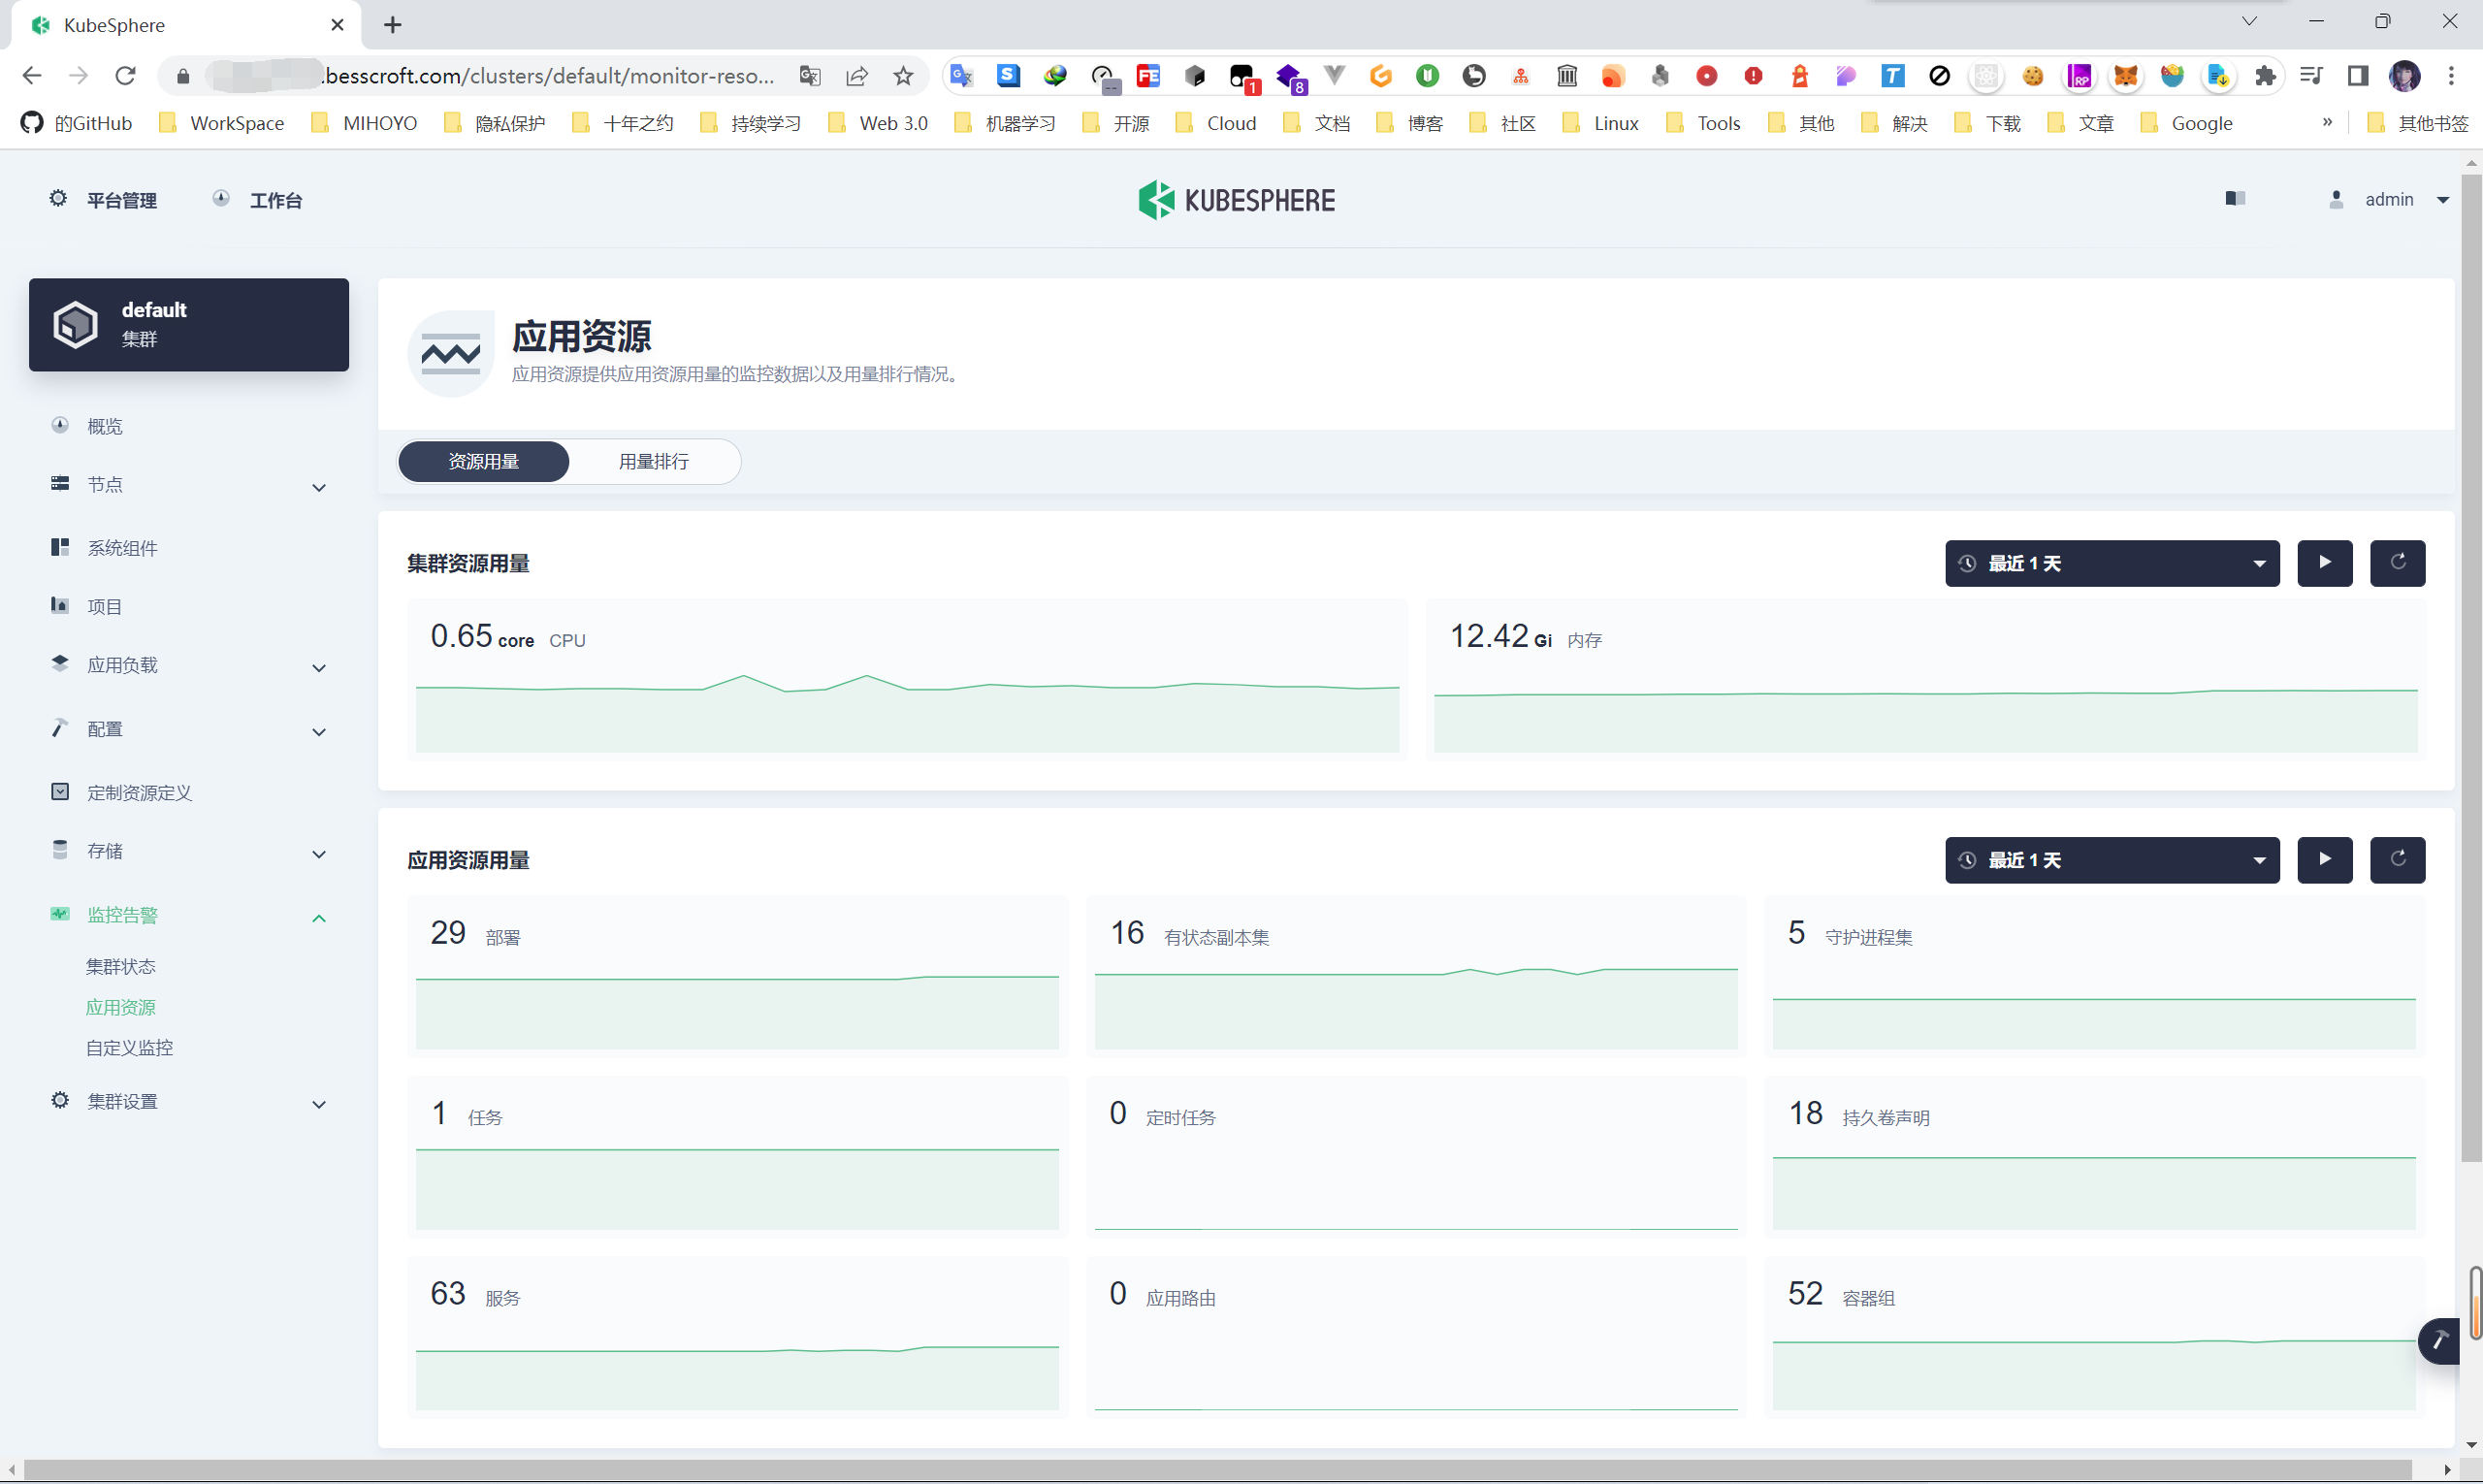 KubeSphere
.besscroft.com/clusters/default/monitor-reso...
FE
1
8
RP
的GitHub WorkSpace MIHOYO 隐私保护 十年之约 持续学习 Web 3.0 机器学习 开源 Cloud 文档 博客 社区 Linux Tools 其他 解决 下载 文章 Google » 其他书签
平台管理 工作台 KUBESPHERE admin
default
集群
概览
节点
系统组件
项目
应用负载
配置
定制资源定义
存储
监控告警
集群状态
应用资源
自定义监控
集群设置
应用资源
应用资源提供应用资源用量的监控数据以及用量排行情况。
资源用量 用量排行
集群资源用量 最近 1 天
0.65 core CPU 12.42 Gi 内存
应用资源用量 最近 1 天
29 部署 16 有状态副本集 5 守护进程集
1 任务 0 定时任务 18 持久卷声明
63 服务 0 应用路由 52 容器组